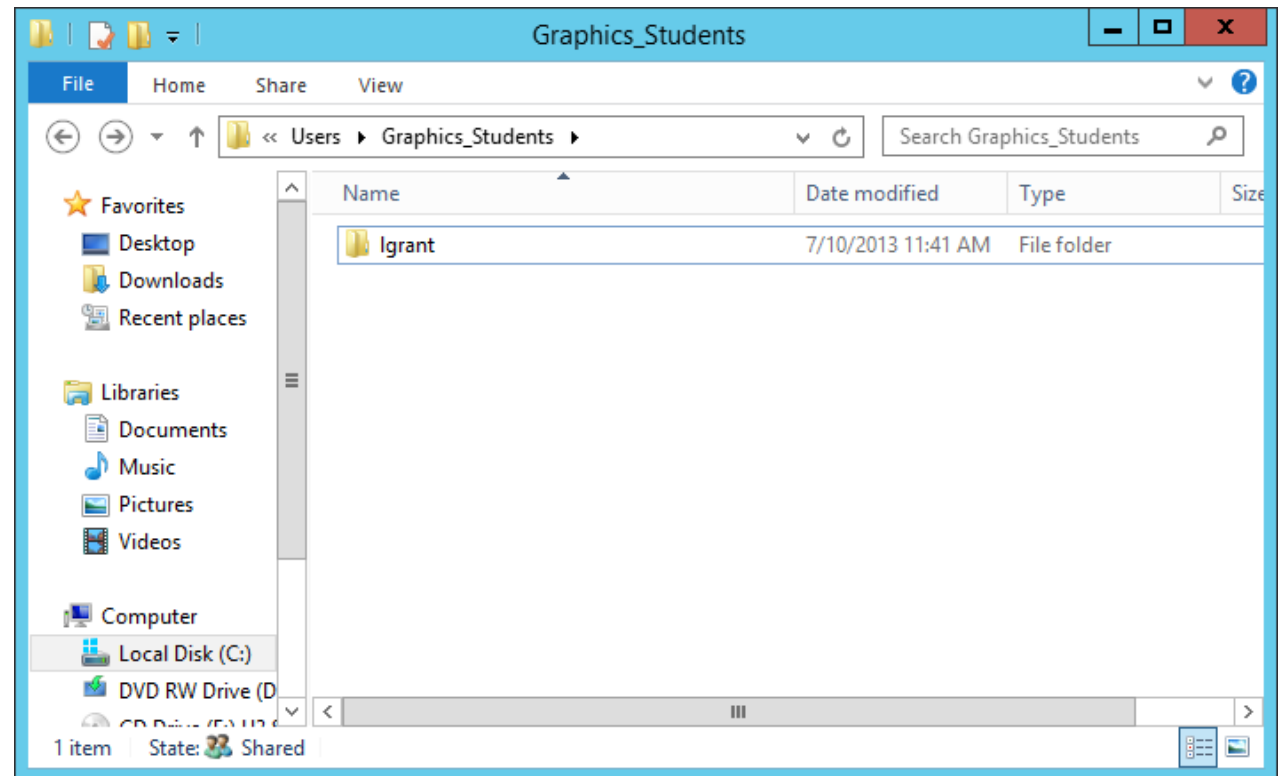 Graphics_Students
File Home Share View
« Users Graphics_Students
Search Graphics_Students
Name Date modified Type Size
lgrant 7/10/2013 11:41 AM File folder
Favorites
Desktop
Downloads
Recent places
Libraries
Documents
Music
Pictures
Videos
Computer
Local Disk (C:)
DVD RW Drive (D
1 item State: Shared